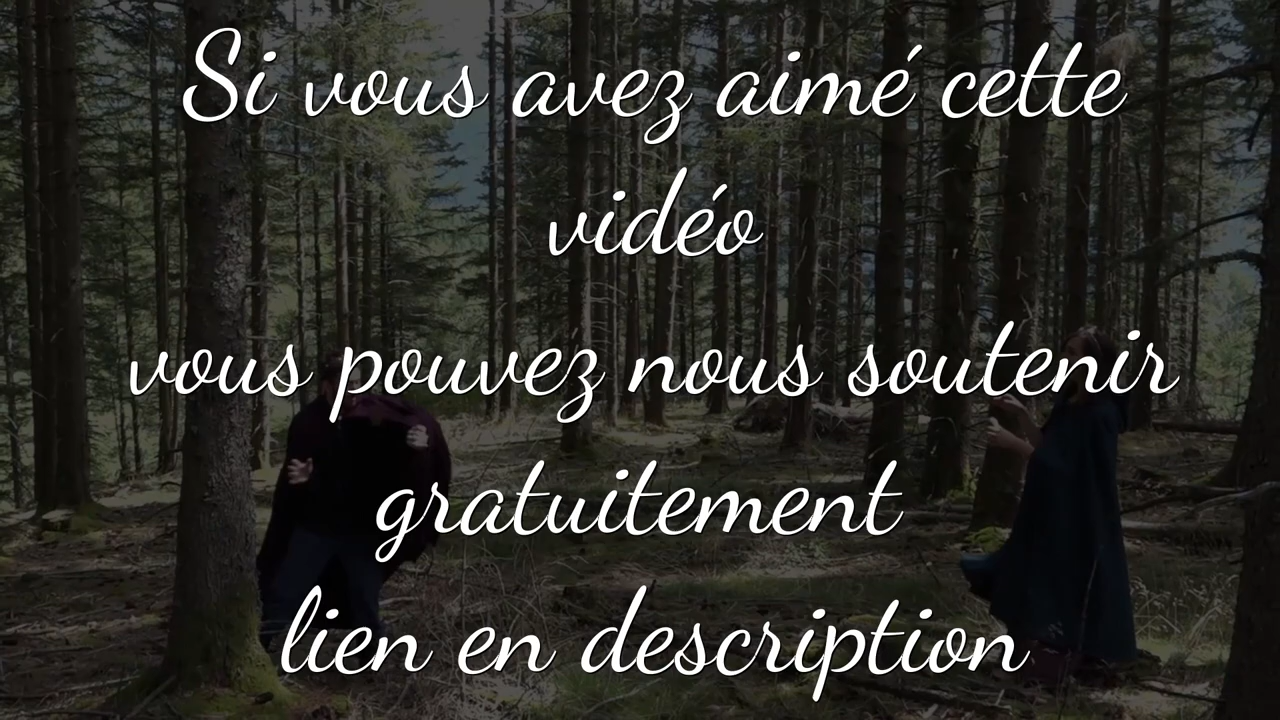 Si vous avez aimé cette
vidéo
vous pouvez nous soutenir
gratuitement
lien en description